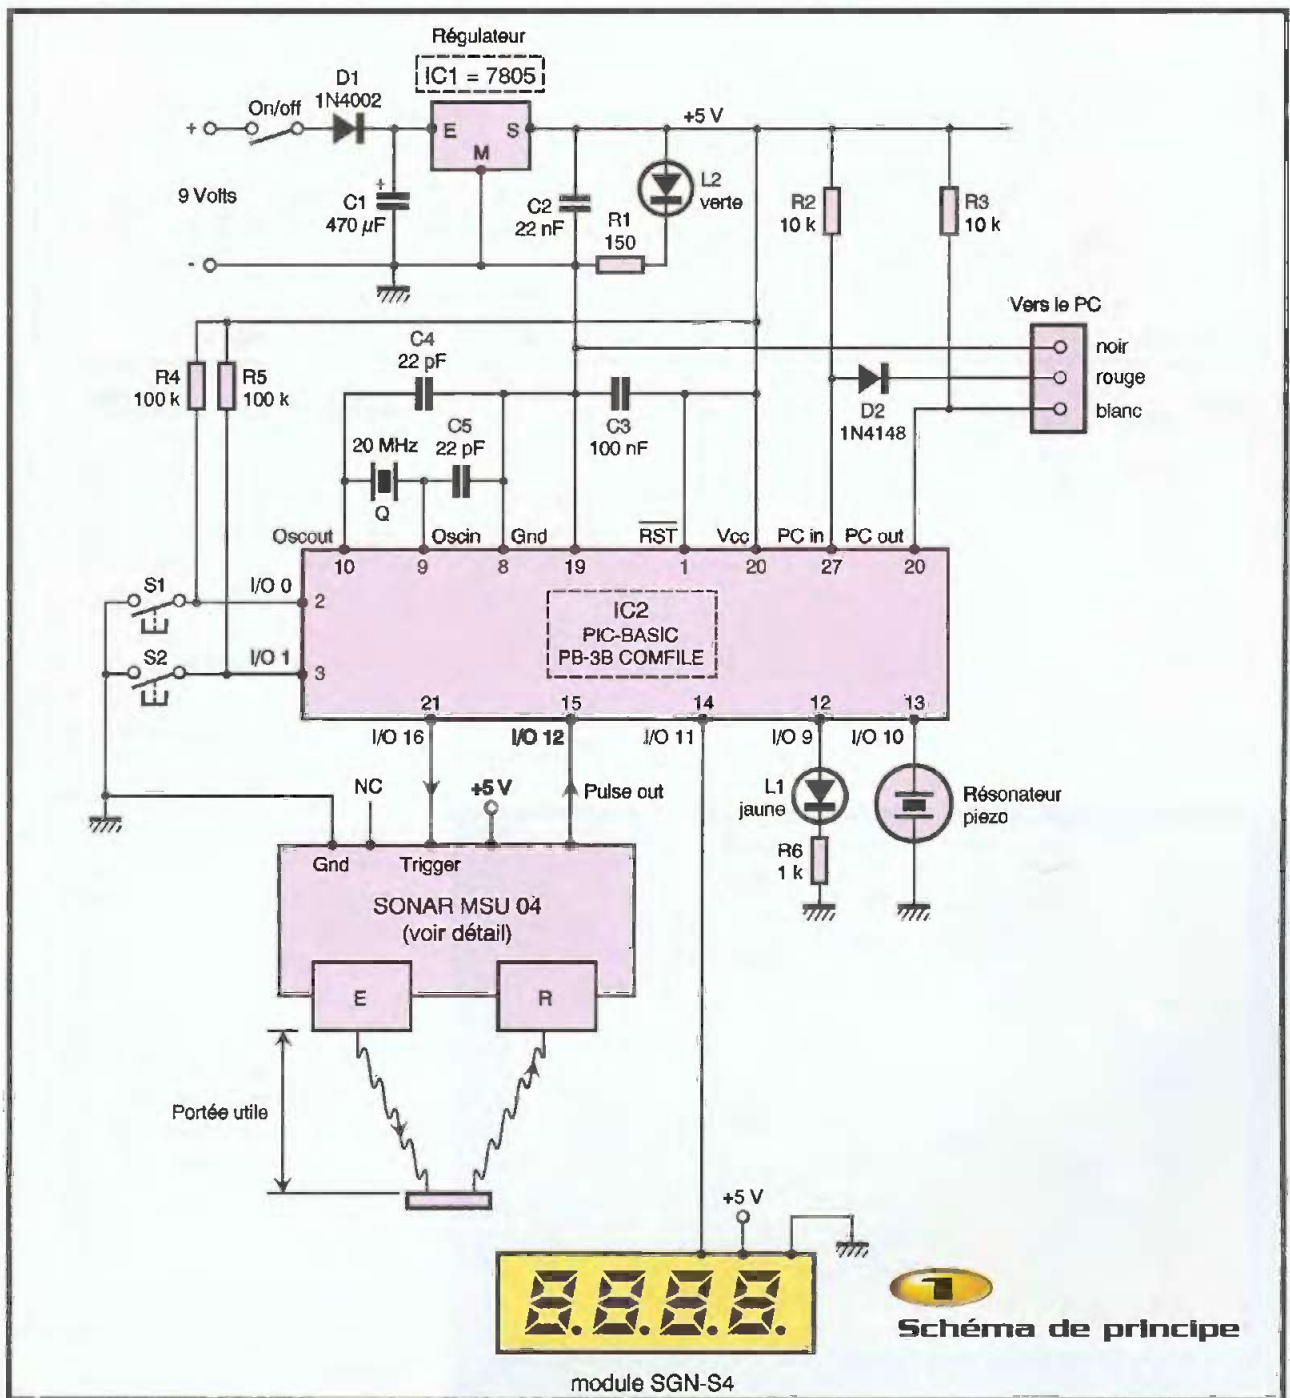 Régulateur
IC1 = 7805
D1
1N4002
On/off
+
E
S
M
+5 V
9 Volts
+
C1
470 µF
C2
22 nF
R1
150
L2
verte
R2
10 k
R3
10 k
-
Vers le PC
noir
rouge
blanc
C4
22 pF
R4
100 k
R5
100 k
C5
22 pF
C3
100 nF
D2
1N4148
20 MHz
Q
Oscout
Oscin
Gnd
RST
Vcc
PC in
PC out
10
9
8
19
1
20
27
20
S1
I/O 0
2
IC2
PIC-BASIC
PB-3B COMFILE
S2
I/O 1
3
21
15
14
12
13
I/O 16
I/O 12
I/O 11
I/O 9
I/O 10
NC
+5 V
Pulse out
L1
jaune
Résonateur
piezo
R6
1 k
Gnd
Trigger
SONAR MSU 04
(voir détail)
E
R
Portée utile
+5 V
8.8.8.8.
1
Schéma de principe
module SGN-S4